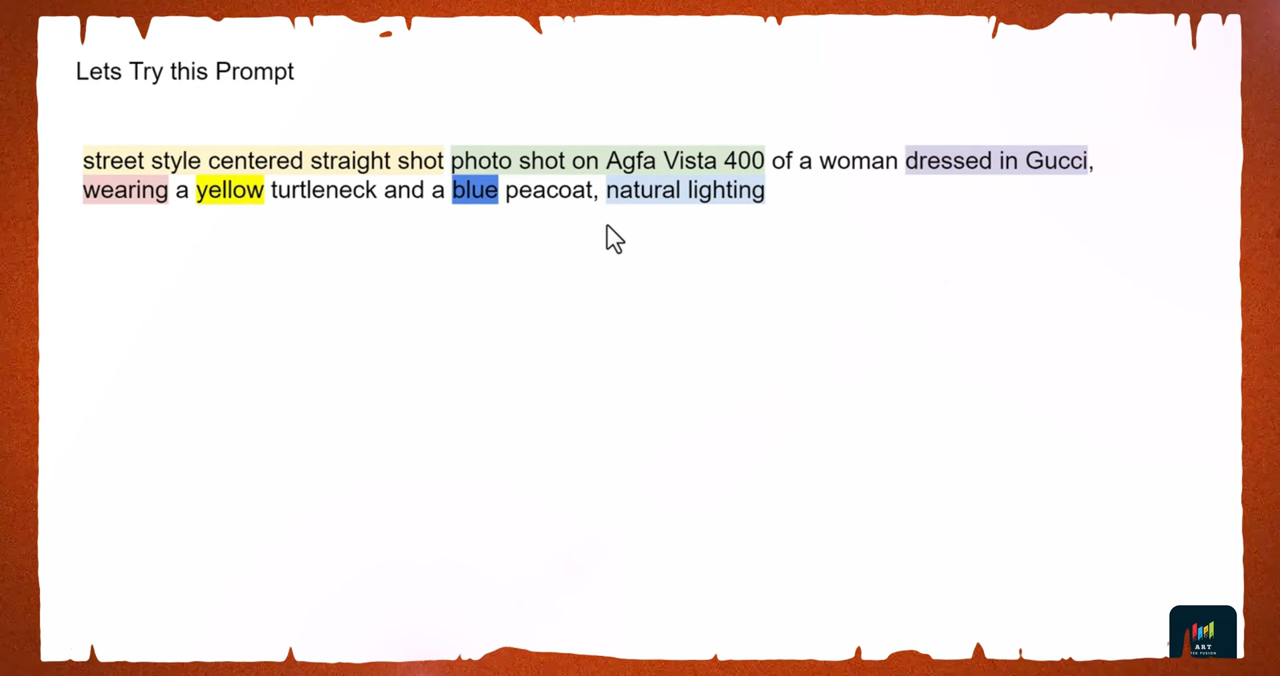 Lets Try this Prompt
street style centered straight shot photo shot on Agfa Vista 400 of a woman dressed in Gucci,
wearing a yellow turtleneck and a blue peacoat, natural lighting
ART